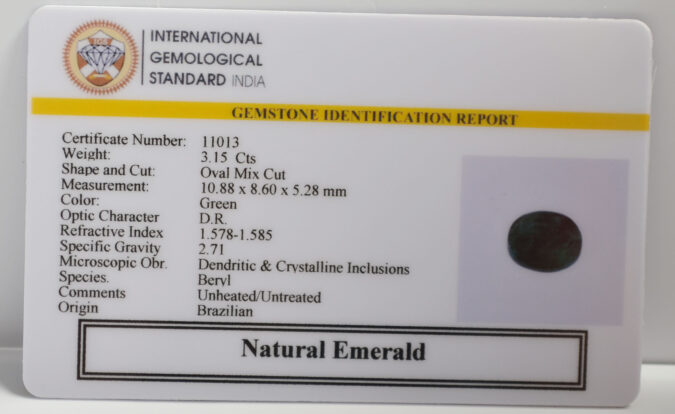 IGS
INTERNATIONAL
GEMOLOGICAL
STANDARD INDIA
GEMSTONE IDENTIFICATION REPORT
Certificate Number: 11013
Weight: 3.15 Cts
Shape and Cut: Oval Mix Cut
Measurement: 10.88 x 8.60 x 5.28 mm
Color: Green
Optic Character D.R.
Refractive Index 1.578-1.585
Specific Gravity 2.71
Microscopic Obr. Dendritic & Crystalline Inclusions
Species. Beryl
Comments Unheated/Untreated
Origin Brazilian
Natural Emerald